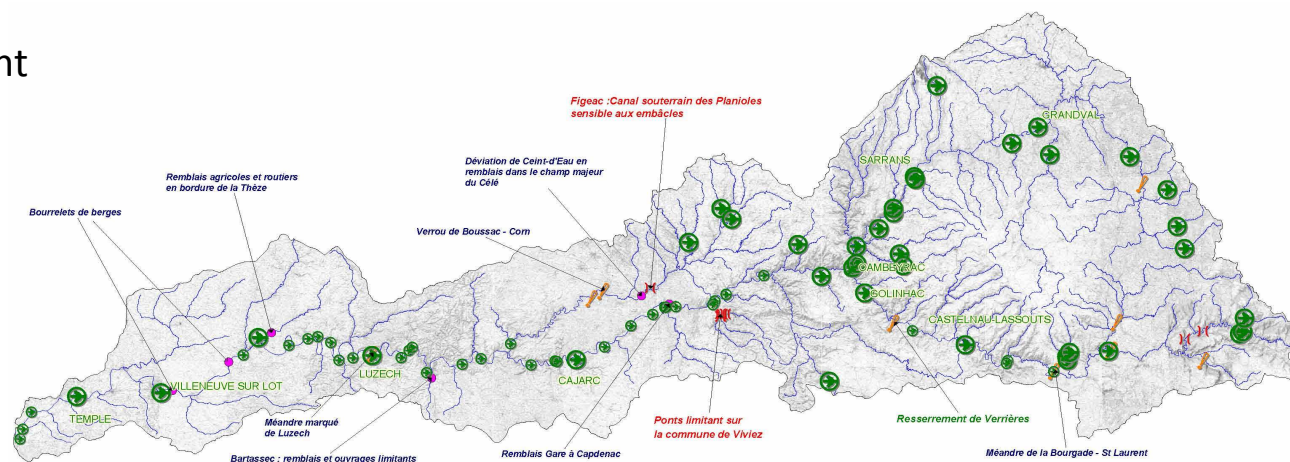 nt
Figeac :Canal souterrain des Planioles
sensible aux embâcles
GRANDVAL
Déviation de Ceint-d'Eau en
remblais dans le champ majeur
du Célé
SARRANS
Remblais agricoles et routiers
en bordure de la Thèze
Bourrelets de berges
Verrou de Boussac - Corn
CAMBEYRAC
GOLINHAC
CASTELNAU-LASSOUTS
LUZECH
CAJARC
VILLENEUVE SUR LOT
TEMPLE
Méandre marqué
de Luzech
Ponts limitant sur
la commune de Viviez
Resserrement de Verrières
Bartassec : remblais et ouvrages limitants
Remblais Gare à Capdenac
Méandre de la Bourgade - St Laurent